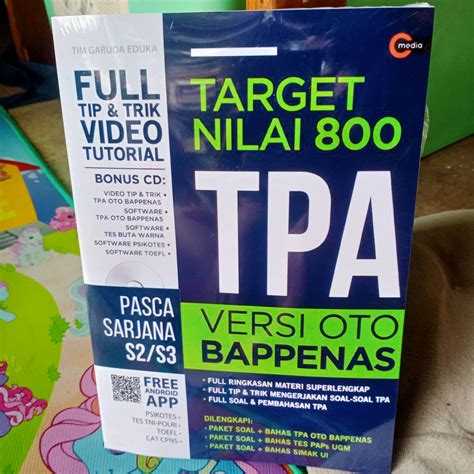 TIM GARUDA EDUKA
C media
FULL
TIP & TRIK
VIDEO
TUTORIAL
BONUS CD:
VIDEO TIP & TRIK •
TPA OTO BAPPENAS
SOFTWARE •
TPA OTO BAPPENAS
SOFTWARE •
TES BUTA WARNA
SOFTWARE PSIKOTES •
SOFTWARE TOEFL •
PASCA
SARJANA
S2/S3
FREE
ANDROID
APP
PSIKOTES •
TES TNI-POLRI •
TOEFL •
CAT CPNS •
TARGET
NILAI 800
TPA
VERSI OTO
BAPPENAS
• FULL RINGKASAN MATERI SUPERLENGKAP
• FULL TIP & TRIK MENGERJAKAN SOAL-SOAL TPA
• FULL SOAL & PEMBAHASAN TPA
DILENGKAPI:
• PAKET SOAL + BAHAS TPA OTO BAPPENAS
• PAKET SOAL + BAHAS TES PAPs UGM
• PAKET SOAL + BAHAS SIMAK UI